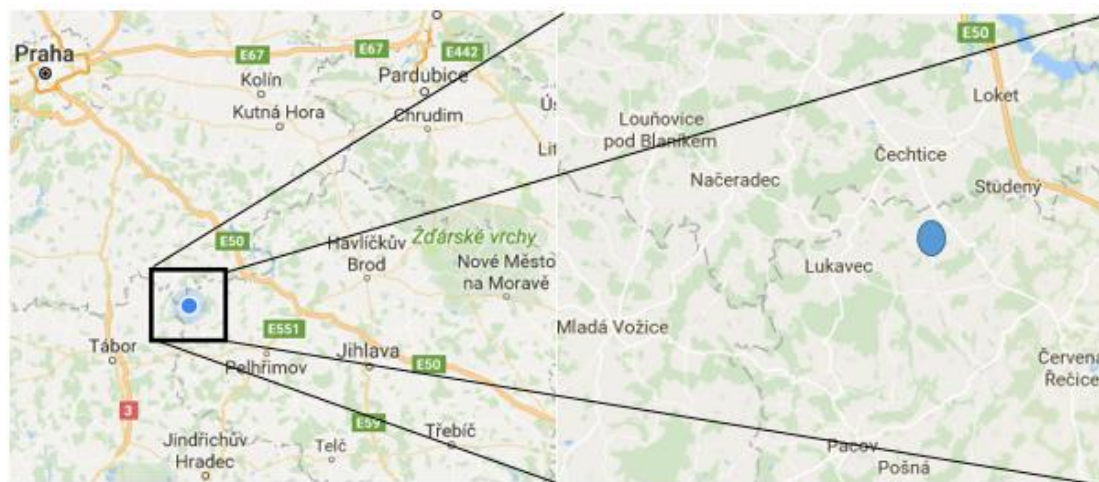 E67
E67
E442
Praha
Kolín
Pardubice
Kutná Hora
Chrudim
Ús
Lit
E50
Havlíčkův
Brod
Žďárské vrchy
Nové Město
na Moravě
E551
Tábor
Pelhřimov
Jihlava
E50
3
E59
Jindřichův
Hradec
Telč
Třebíč
E50
Loket
Louňovice
pod Blaníkem
Čechtice
Načeradec
Studený
Lukavec
Mladá Vožice
Červená
Řečice
Pacov
Pošná